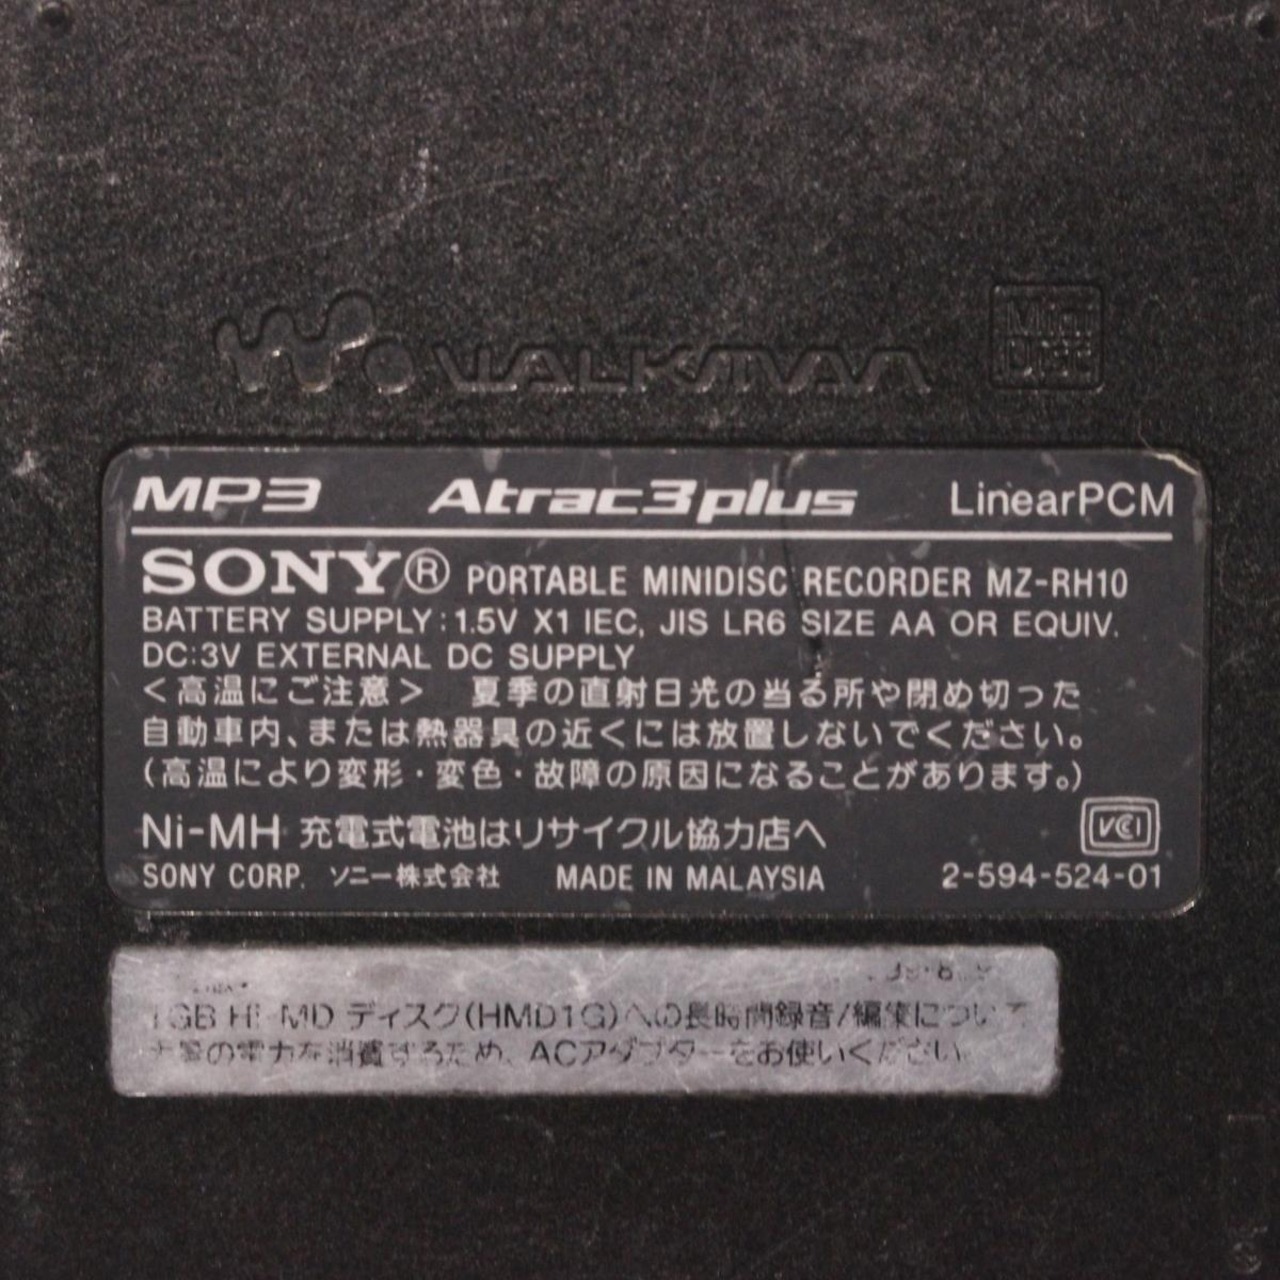 WALKMAN
Mini Disc
MP3 Atrac3plus LinearPCM
SONY® PORTABLE MINIDISC RECORDER MZ-RH10
BATTERY SUPPLY:1.5V X1 IEC, JIS LR6 SIZE AA OR EQUIV.
DC:3V EXTERNAL DC SUPPLY
<高温にご注意> 夏季の直射日光の当る所や閉め切った
自動車内、または熱器具の近くには放置しないでください。
(高温により変形・変色・故障の原因になることがあります。)
Ni-MH 充電式電池はリサイクル協力店へ
VCCI
SONY CORP. ソニー株式会社 MADE IN MALAYSIA 2-594-524-01
1GB Hi-MD ディスク(HMD1G)への長時間録音/編集について
大量の電力を消費するため、ACアダプターをお使いください。